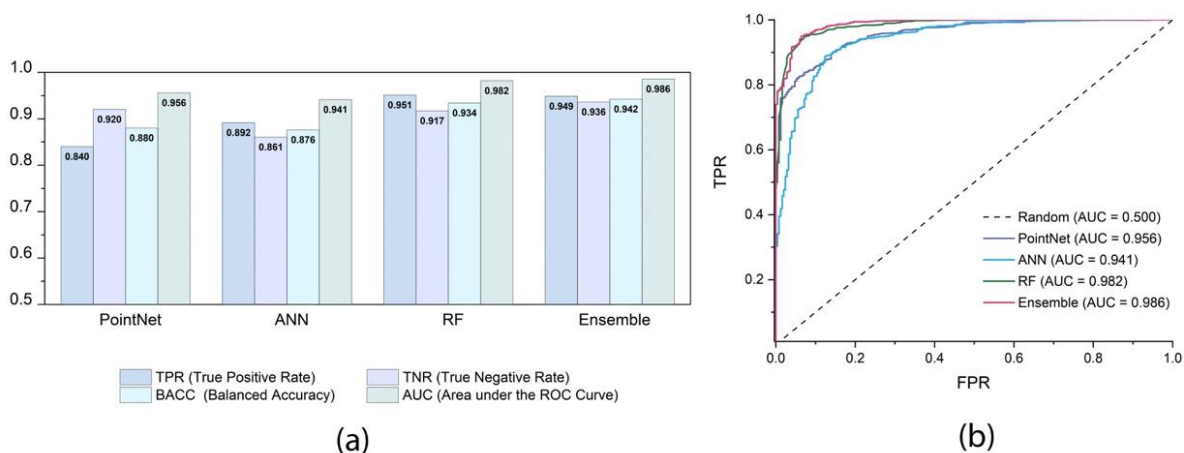 1.0
0.9
0.8
0.7
0.6
0.5
0.840
0.920
0.880
0.956
0.892
0.861
0.876
0.941
0.951
0.917
0.934
0.982
0.949
0.936
0.942
0.986
PointNet
ANN
RF
Ensemble
TPR (True Positive Rate)
TNR (True Negative Rate)
BACC (Balanced Accuracy)
AUC (Area under the ROC Curve)
(a)
1.0
0.8
0.6
0.4
0.2
TPR
Random (AUC = 0.500)
PointNet (AUC = 0.956)
ANN (AUC = 0.941)
RF (AUC = 0.982)
Ensemble (AUC = 0.986)
0.0
0.2
0.4
0.6
0.8
1.0
FPR
(b)